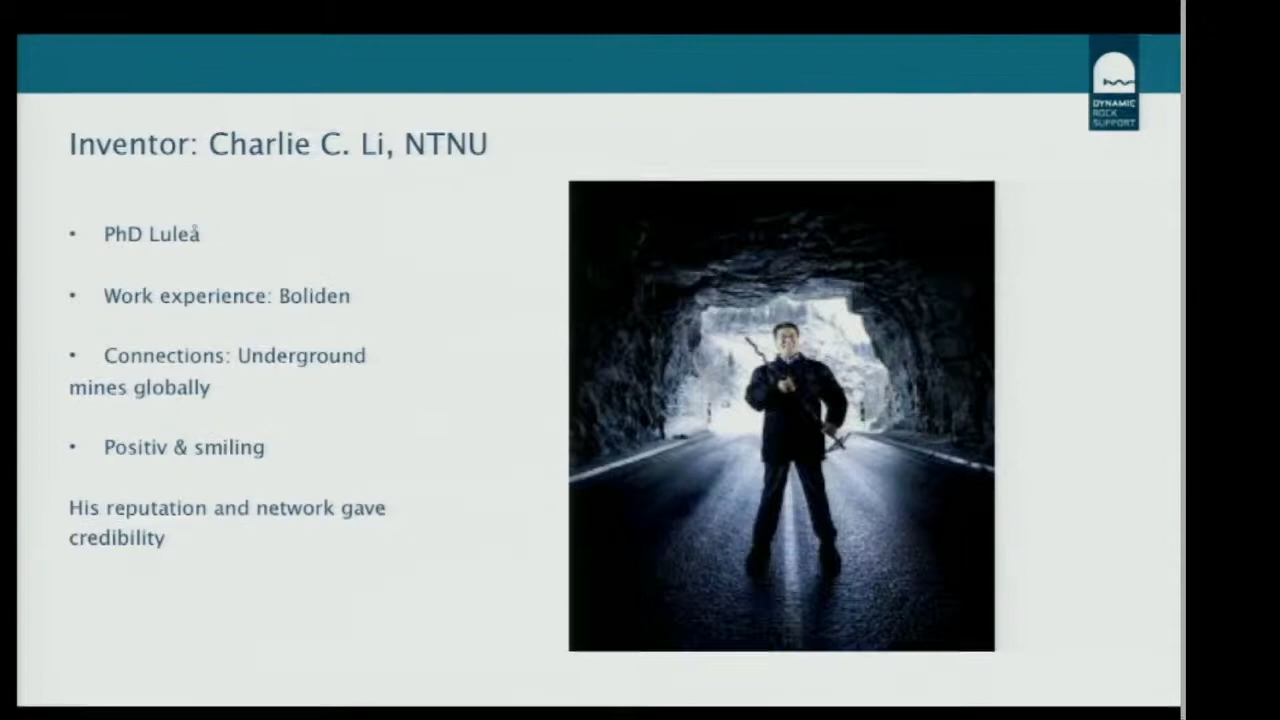 DYNAMIC
ROCK
SUPPORT
Inventor: Charlie C. Li, NTNU
• PhD Luleå
• Work experience: Boliden
• Connections: Underground
mines globally
• Positiv & smiling
His reputation and network gave
credibility